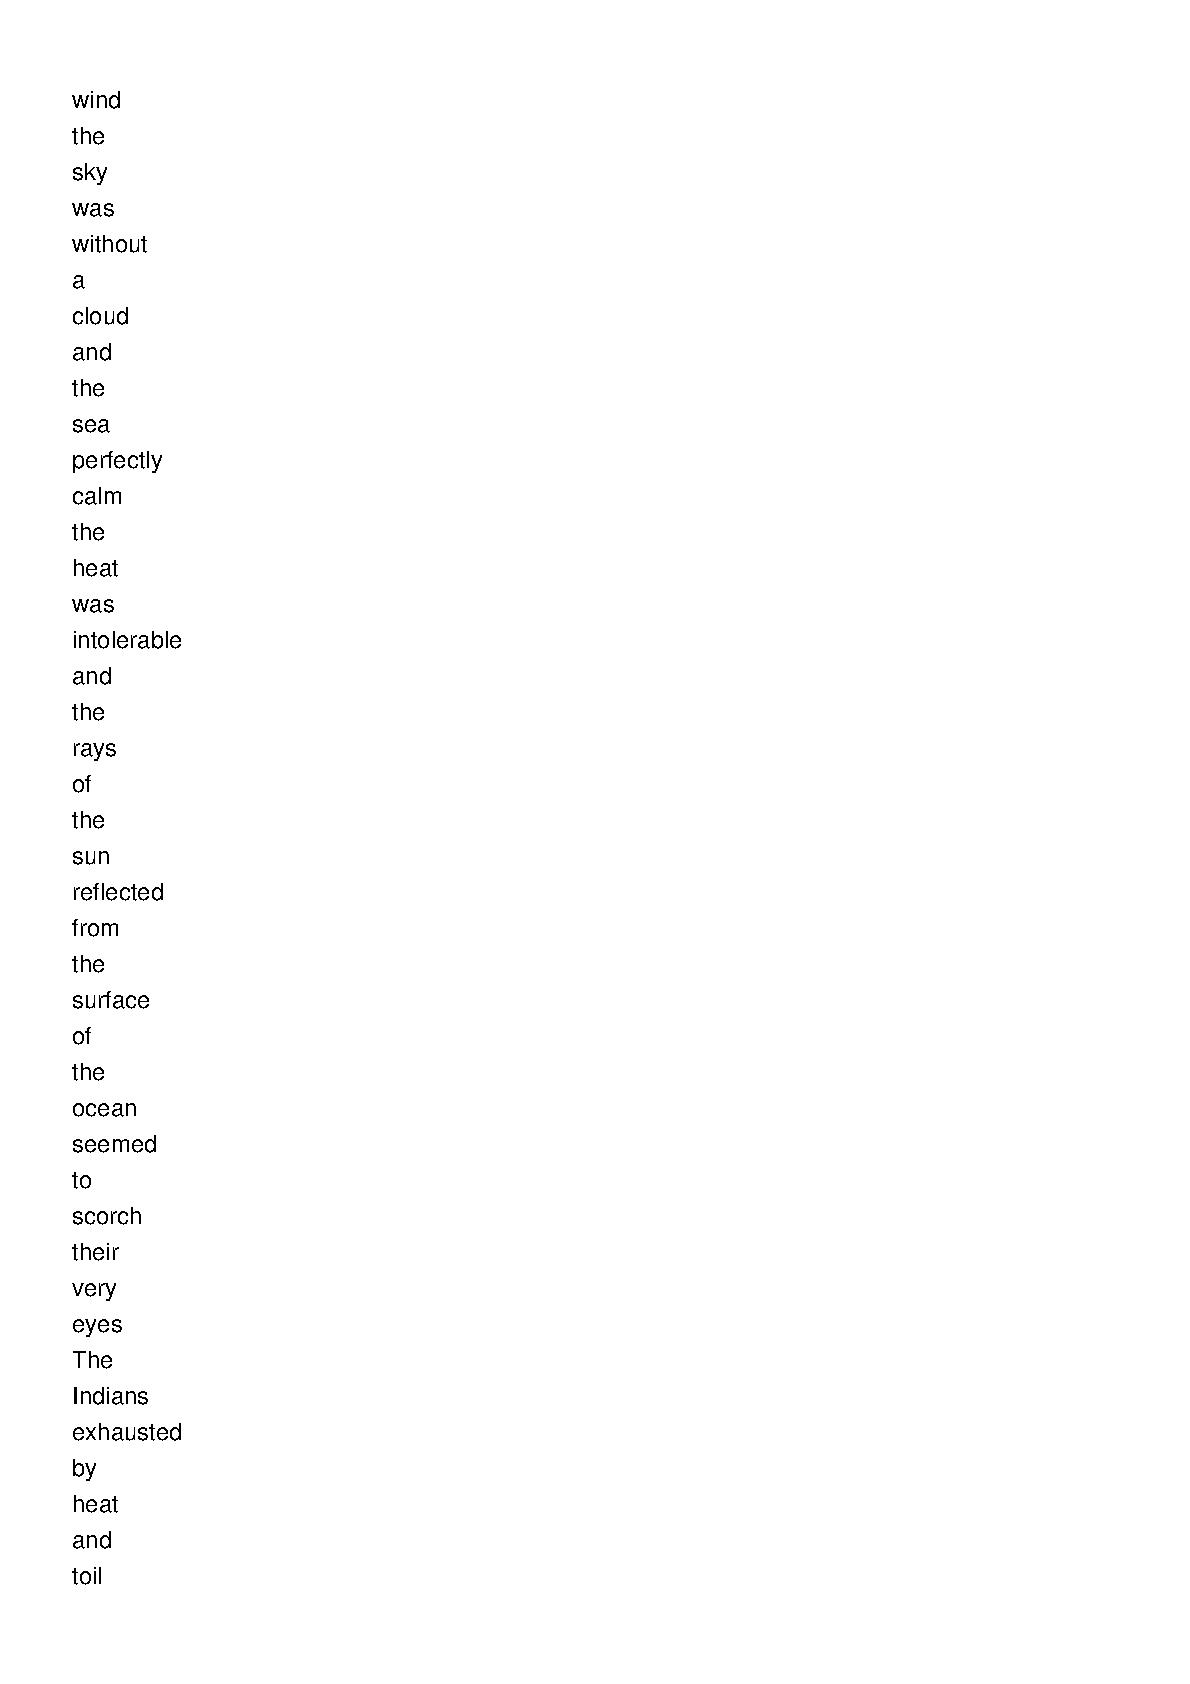 wind
the
sky
was
without
a
cloud
and
the
sea
perfectly
calm
the
heat
was
intolerable
and
the
rays
of
the
sun
reflected
from
the
surface
of
the
ocean
seemed
to
scorch
their
very
eyes
The
Indians
exhausted
by
heat
and
toil